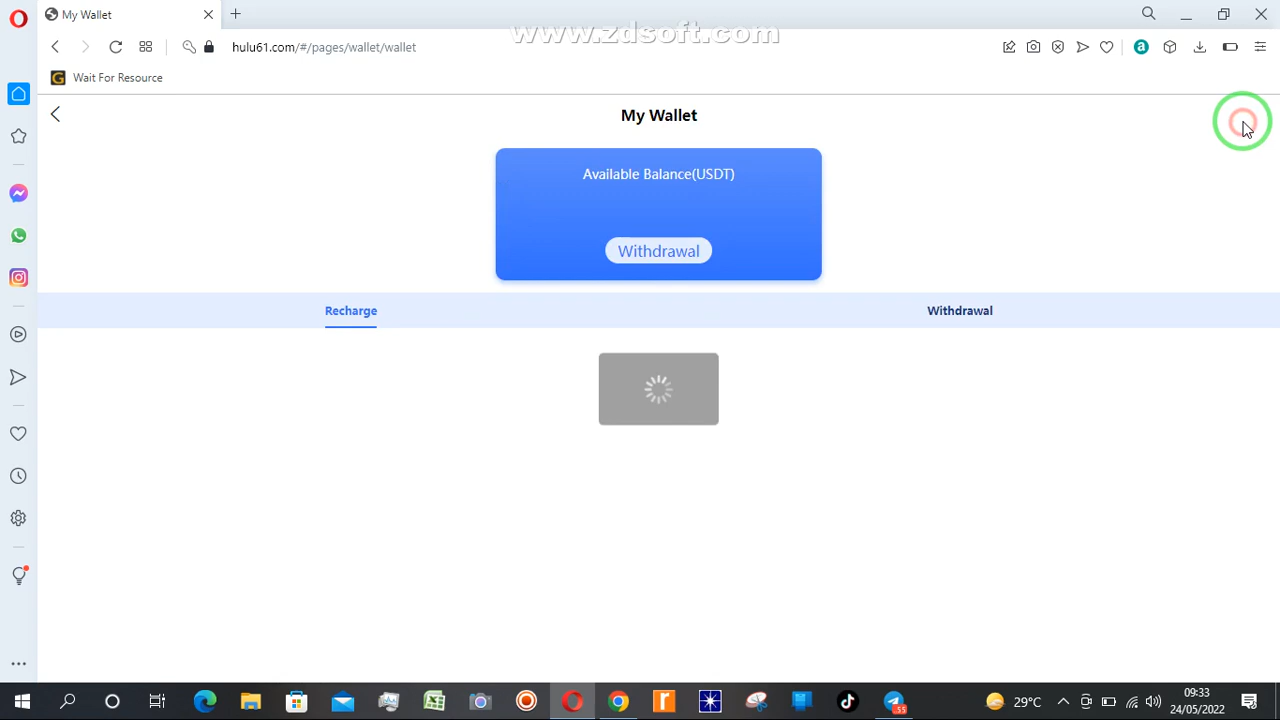 My Wallet
www.zdsoft.com
hulu61.com/#/pages/wallet/wallet
a
G Wait For Resource
My Wallet
Available Balance(USDT)
Withdrawal
Recharge
Withdrawal
55
29°C
09:33
24/05/2022